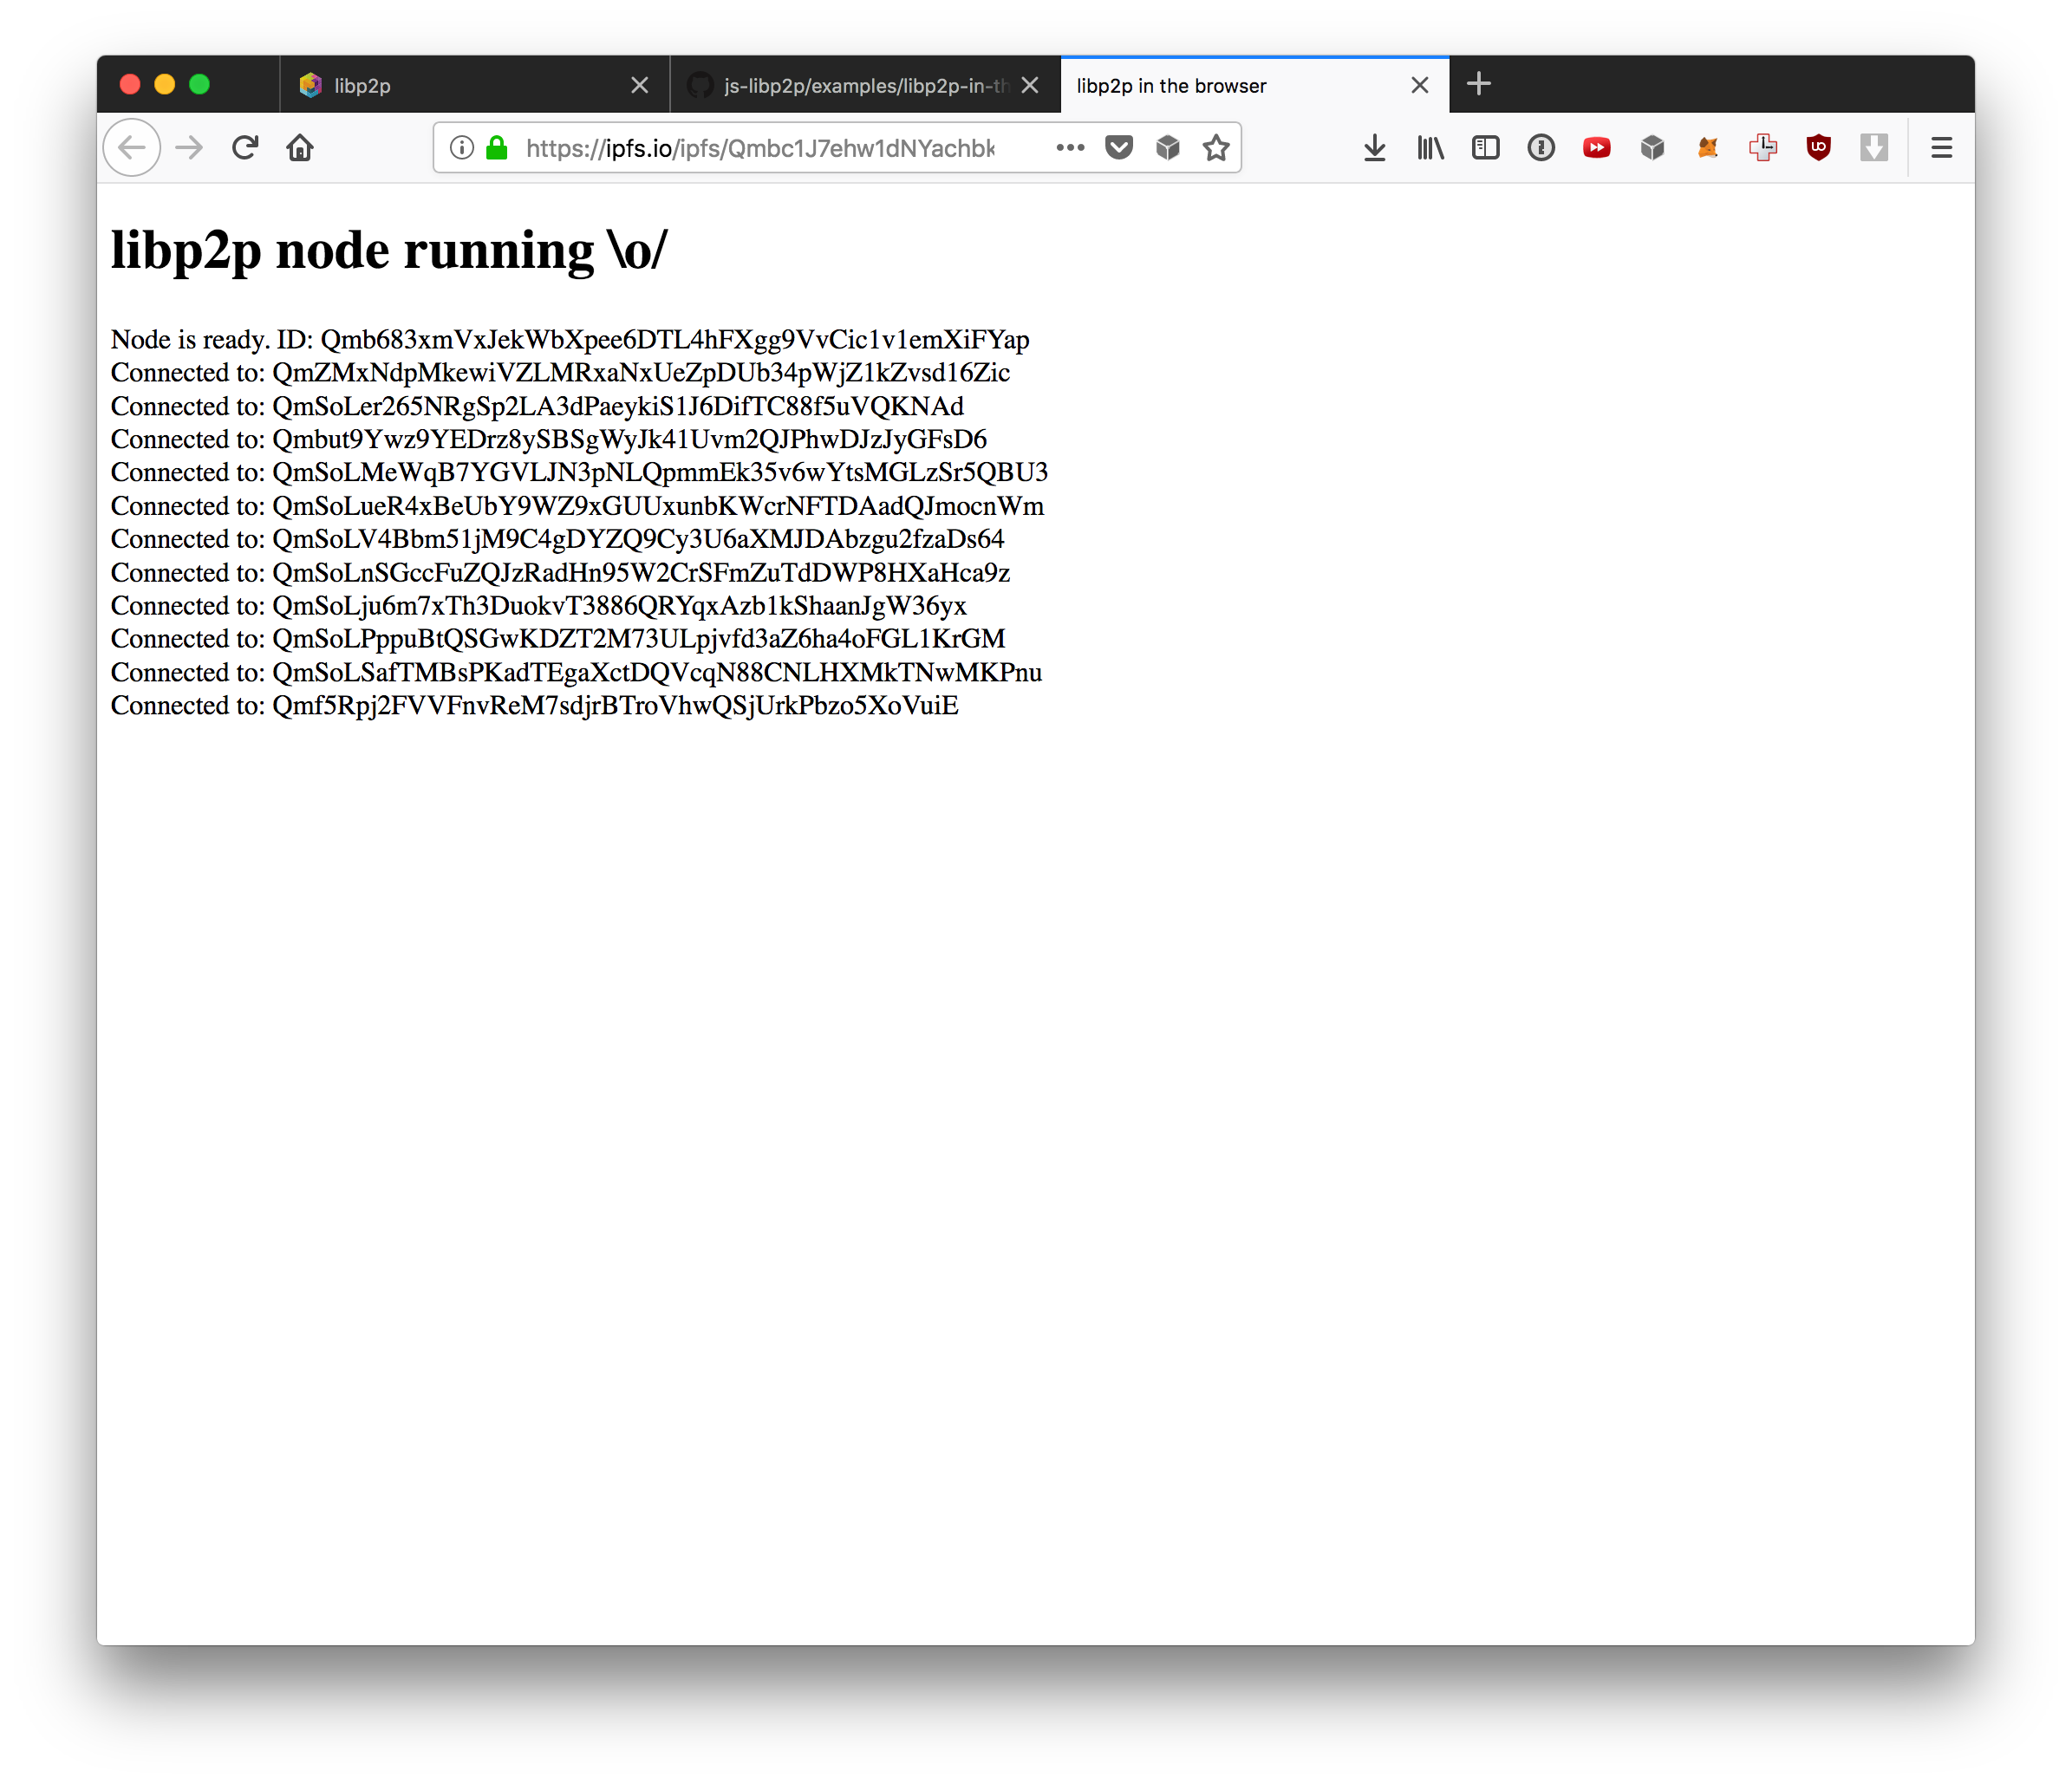 libp2p
js-libp2p/examples/libp2p-in-th
libp2p in the browser
https://ipfs.io/ipfs/Qmbc1J7ehw1dNYachbk
libp2p node running \o/
Node is ready. ID: Qmb683xmVxJekWbXpee6DTL4hFXgg9VvCic1v1emXiFYap
Connected to: QmZMxNdpMkewiVZLMRxaNxUeZpDUb34pWjZ1kZvsd16Zic
Connected to: QmSoLer265NRgSp2LA3dPaeykiS1J6DifTC88f5uVQKNAd
Connected to: Qmbut9Ywz9YEDrz8ySBSgWyJk41Uvm2QJPhwDJzJyGFsD6
Connected to: QmSoLMeWqB7YGVLJN3pNLQpmmEk35v6wYtsMGLzSr5QBU3
Connected to: QmSoLueR4xBeUbY9WZ9xGUUxunbKWcrNFTDAadQJmocnWm
Connected to: QmSoLV4Bbm51jM9C4gDYZQ9Cy3U6aXMJDAbzgu2fzaDs64
Connected to: QmSoLnSGccFuZQJzRadHn95W2CrSFmZuTdDWP8HXaHca9z
Connected to: QmSoLju6m7xTh3DuokvT3886QRYqxAzb1kShaanJgW36yx
Connected to: QmSoLPppuBtQSGwKDZT2M73ULpjvfd3aZ6ha4oFGL1KrGM
Connected to: QmSoLSafTMBsPKadTEgaXctDQVcqN88CNLHXMkTNwMKPnu
Connected to: Qmf5Rpj2FVVFnvReM7sdjrBTroVhwQSjUrkPbzo5XoVuiE